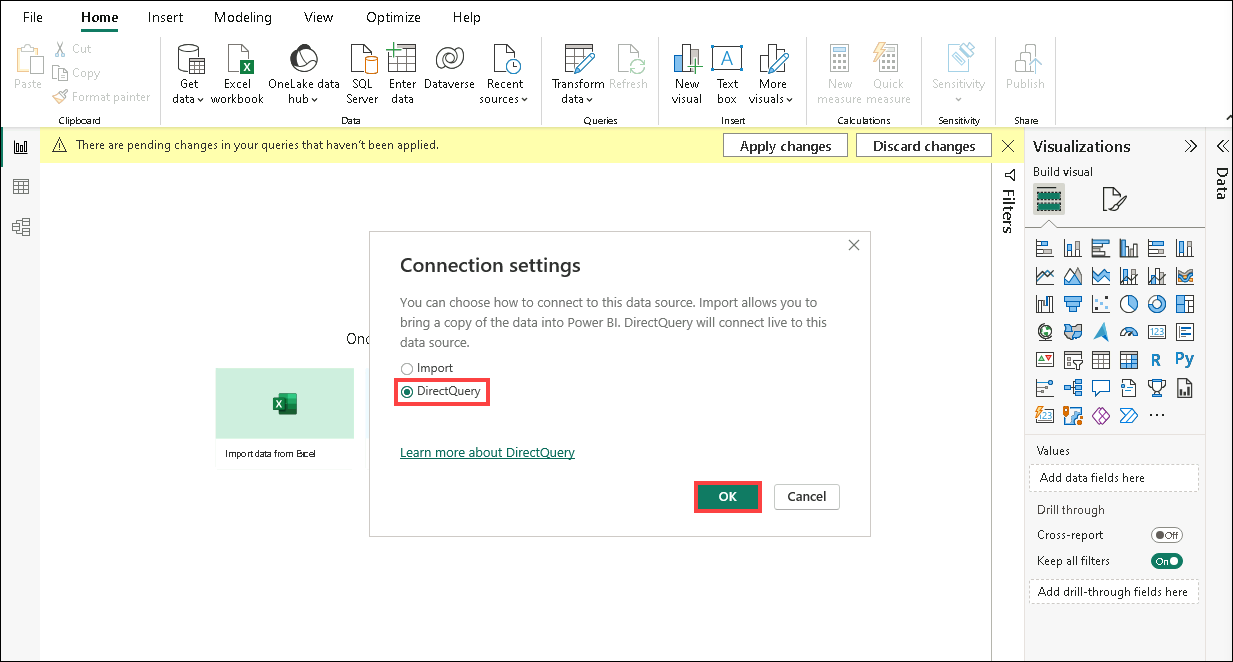 File Home Insert Modeling View Optimize Help
Paste
Cut
Copy
Format painter
Clipboard
Get
data
Excel
workbook
OneLake data
hub
SQL
Server
Enter
data
Dataverse
Recent
sources
Data
Transform
data
Refresh
Queries
New
visual
Text
box
More
visuals
Insert
New
measure
Quick
measure
Calculations
Sensitivity
Sensitivity
Publish
Share
There are pending changes in your queries that haven't been applied.
Apply changes
Discard changes
Filters
Visualizations
Data
Build visual
Onc
Import data from Excel
Connection settings
You can choose how to connect to this data source. Import allows you to
bring a copy of the data into Power BI. DirectQuery will connect live to this
data source.
Import
DirectQuery
Learn more about DirectQuery
OK
Cancel
123
R
Py
123
Values
Add data fields here
Drill through
Cross-report
Off
Keep all filters
On
Add drill-through fields here